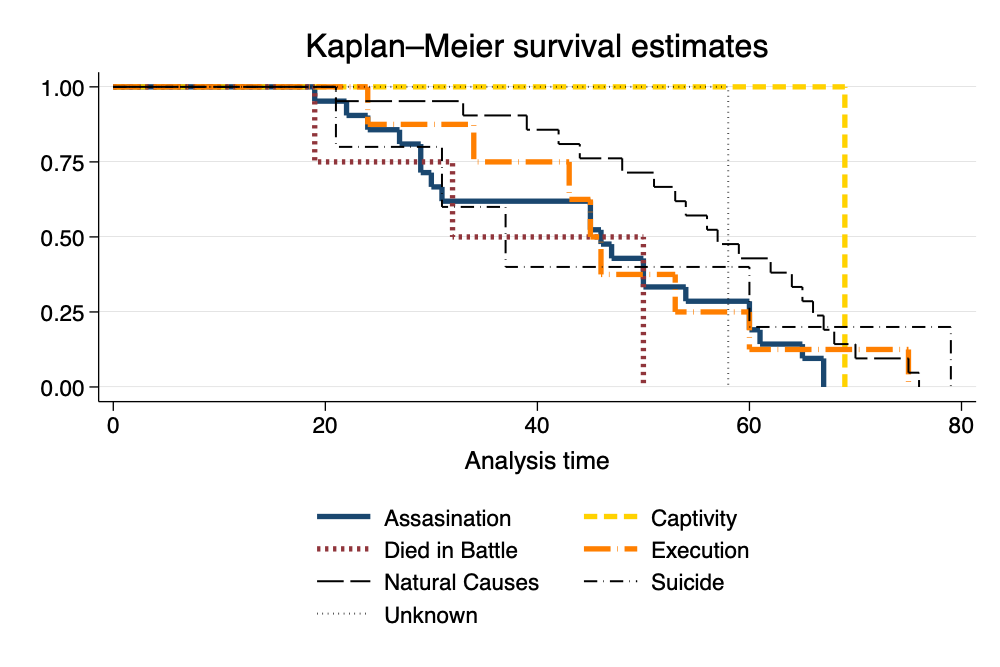 Kaplan–Meier survival estimates
1.00
0.75
0.50
0.25
0.00
0 20 40 60 80
Analysis time
Assasination Captivity
Died in Battle Execution
Natural Causes Suicide
Unknown